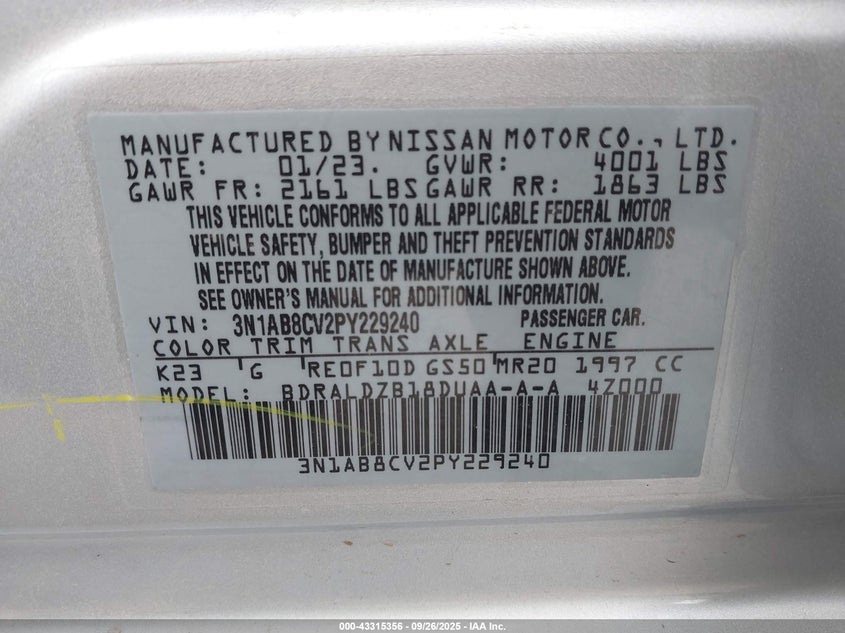 MANUFACTURED BY NISSAN MOTOR CO., LTD.
DATE: 01/23. GVWR: 4001 LBS
GAWR FR: 2161 LBS GAWR RR: 1863 LBS
THIS VEHICLE CONFORMS TO ALL APPLICABLE FEDERAL MOTOR
VEHICLE SAFETY, BUMPER AND THEFT PREVENTION STANDARDS
IN EFFECT ON THE DATE OF MANUFACTURE SHOWN ABOVE.
SEE OWNER'S MANUAL FOR ADDITIONAL INFORMATION.
VIN: 3N1AB8CV2PY229240 PASSENGER CAR.
COLOR TRIM TRANS AXLE ENGINE
K23 G RE0F10D GS50 MR20 1997 CC
MODEL: BDRALDZB18DUAA-A-A 4Z000
3N1AB8CV2PY229240
000-43315356 - 09/26/2025 - IAA Inc.